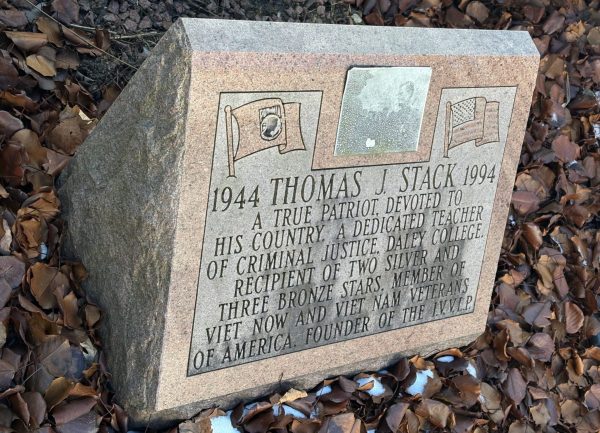 1944 THOMAS J. STACK 1994
A TRUE PATRIOT, DEVOTED TO
HIS COUNTRY, A DEDICATED TEACHER
OF CRIMINAL JUSTICE, DALEY COLLEGE,
RECIPIENT OF TWO SILVER AND
THREE BRONZE STARS, MEMBER OF
VIET NOW AND VIET NAM VETERANS
OF AMERICA. FOUNDER OF THE I.V.V.L.P.